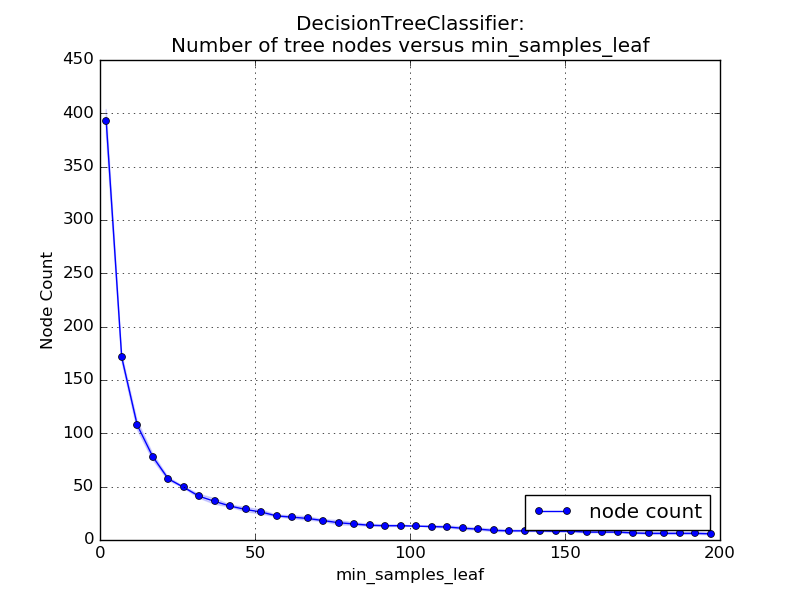 DecisionTreeClassifier:
Number of tree nodes versus min_samples_leaf
450
400
350
300
250
200
150
100
50
0
Node Count
node count
0 50 100 150 200
min_samples_leaf